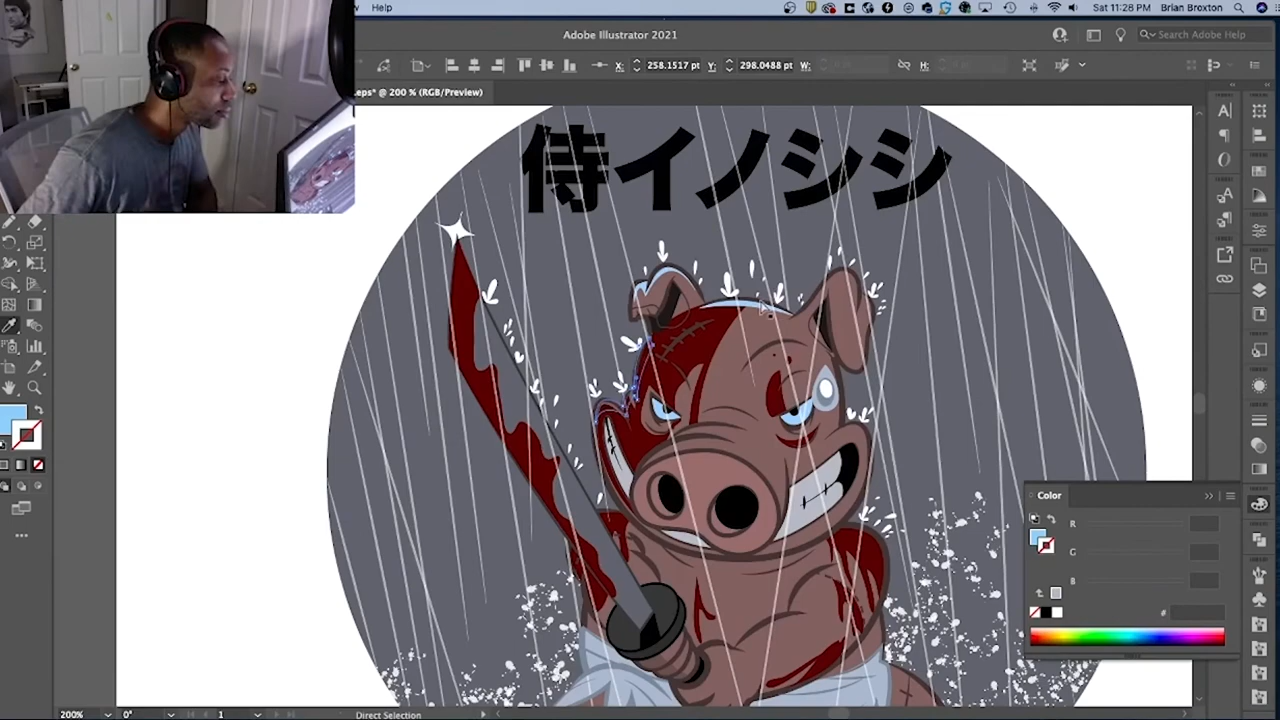 Help
Sat 11:28 PM
Brian Broxton
Adobe Illustrator 2021
Search Adobe Help
X:
258.1517 pt
Y:
298.0488 pt
W:
H:
.eps* @ 200 % (RGB/Preview)
侍イノシシ
Color
R
G
B
#
200%
0°
1
Direct Selection